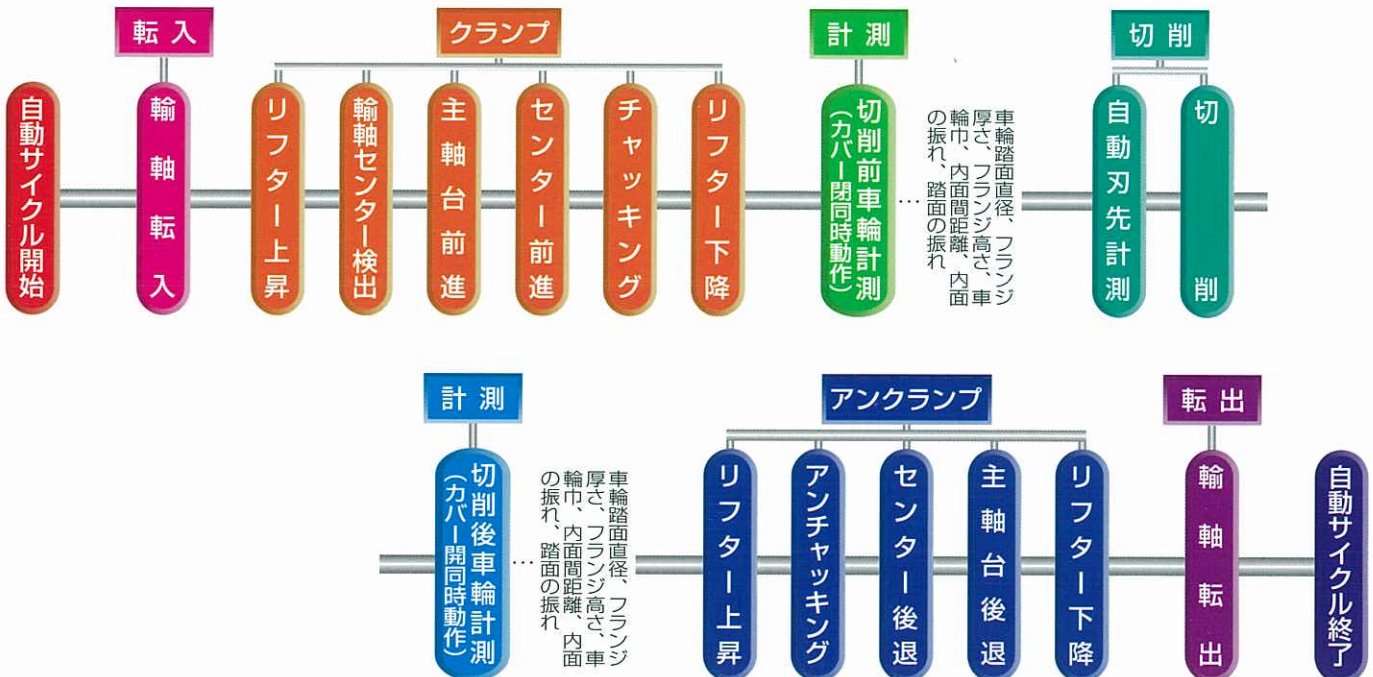 転入
クランプ
計測
切削
自動サイクル開始
輸軸転入
リフター上昇
輸軸センター検出
主軸台前進
センター前進
チャッキング
リフター下降
切削前車輪計測
(カバー閉同時動作)
…
車輪踏面直径、フランジ
厚さ、フランジ高さ、車
輪巾、内面間距離、内面
の振れ、踏面の振れ
自動刃先計測
切削
計測
アンクランプ
転出
切削後車輪計測
(カバー開同時動作)
…
車輪踏面直径、フランジ
厚さ、フランジ高さ、車
輪巾、内面間距離、内面
の振れ、踏面の振れ
リフター上昇
アンチャッキング
センター後退
主軸台後退
リフター下降
輸軸転出
自動サイクル終了